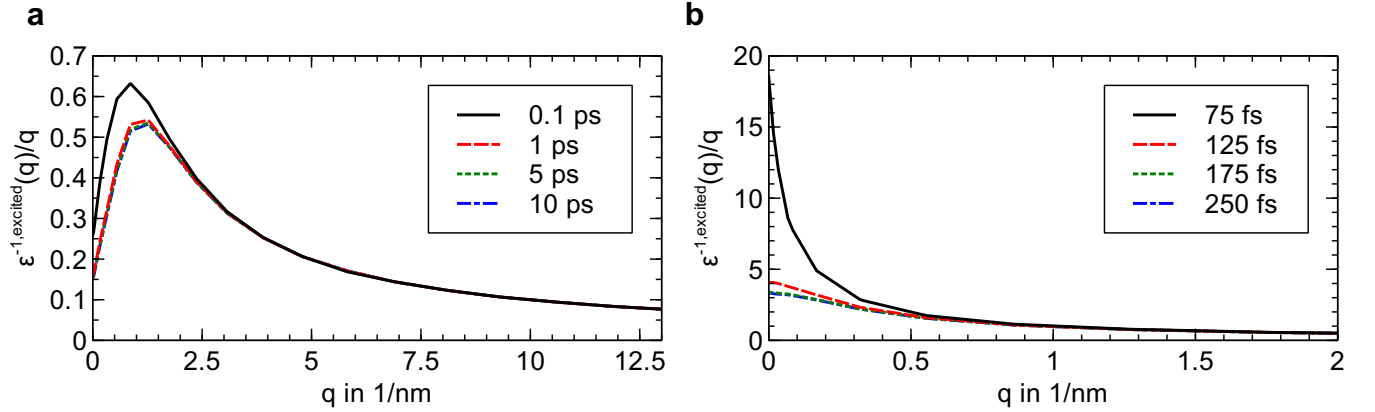 a
0.7
0.6
0.5
0.4
0.3
0.2
0.1
0
ε-1,excited(q)/q
0.1 ps
1 ps
5 ps
10 ps
0 2.5 5 7.5 10 12.5
q in 1/nm
b
20
15
10
5
0
ε-1,excited(q)/q
75 fs
125 fs
175 fs
250 fs
0 0.5 1 1.5 2
q in 1/nm